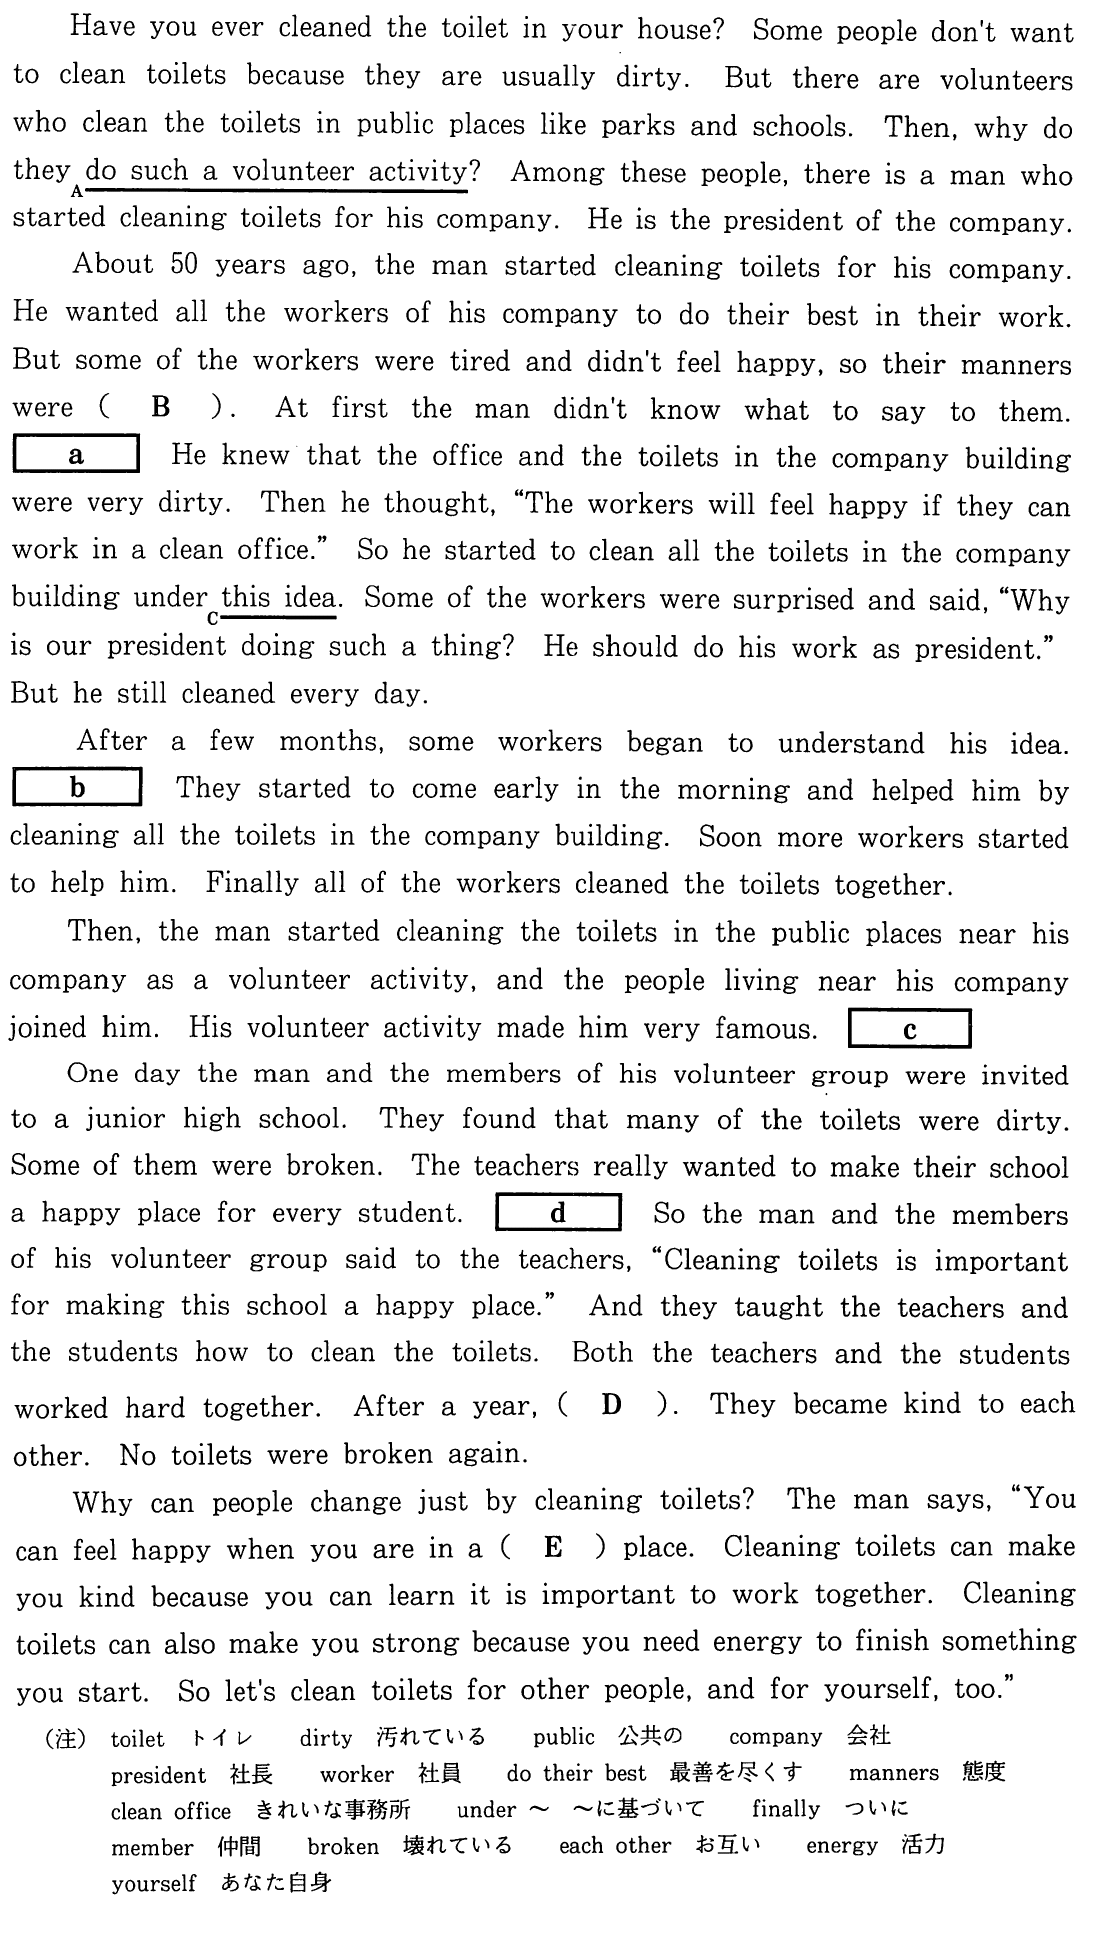 Have you ever cleaned the toilet in your house? Some people don't want
to clean toilets because they are usually dirty. But there are volunteers
who clean the toilets in public places like parks and schools. Then, why do
they A do such a volunteer activity? Among these people, there is a man who
started cleaning toilets for his company. He is the president of the company.
About 50 years ago, the man started cleaning toilets for his company.
He wanted all the workers of his company to do their best in their work.
But some of the workers were tired and didn't feel happy, so their manners
were ( B ). At first the man didn't know what to say to them.
a He knew that the office and the toilets in the company building
were very dirty. Then he thought, “The workers will feel happy if they can
work in a clean office.” So he started to clean all the toilets in the company
building under C this idea. Some of the workers were surprised and said, “Why
is our president doing such a thing? He should do his work as president.”
But he still cleaned every day.
After a few months, some workers began to understand his idea.
b They started to come early in the morning and helped him by
cleaning all the toilets in the company building. Soon more workers started
to help him. Finally all of the workers cleaned the toilets together.
Then, the man started cleaning the toilets in the public places near his
company as a volunteer activity, and the people living near his company
joined him. His volunteer activity made him very famous. c
One day the man and the members of his volunteer group were invited
to a junior high school. They found that many of the toilets were dirty.
Some of them were broken. The teachers really wanted to make their school
a happy place for every student. d So the man and the members
of his volunteer group said to the teachers, “Cleaning toilets is important
for making this school a happy place.” And they taught the teachers and
the students how to clean the toilets. Both the teachers and the students
worked hard together. After a year, ( D ). They became kind to each
other. No toilets were broken again.
Why can people change just by cleaning toilets? The man says, “You
can feel happy when you are in a ( E ) place. Cleaning toilets can make
you kind because you can learn it is important to work together. Cleaning
toilets can also make you strong because you need energy to finish something
you start. So let's clean toilets for other people, and for yourself, too.”
(注) toilet トイレ dirty 汚れている public 公共の company 会社
president 社長 worker 社員 do their best 最善を尽くす manners 態度
clean office きれいな事務所 under ～ ～に基づいて finally ついに
member 仲間 broken 壊れている each other お互い energy 活力
yourself あなた自身